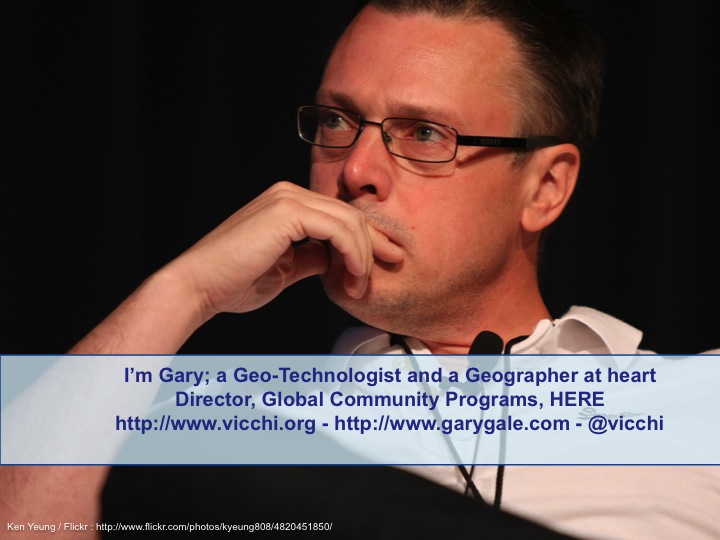 I'm Gary; a Geo-Technologist and a Geographer at heart
Director, Global Community Programs, HERE
http://www.vicchi.org - http://www.garygale.com - @vicchi
Ken Yeung / Flickr : http://www.flickr.com/photos/kyeung808/4820451850/